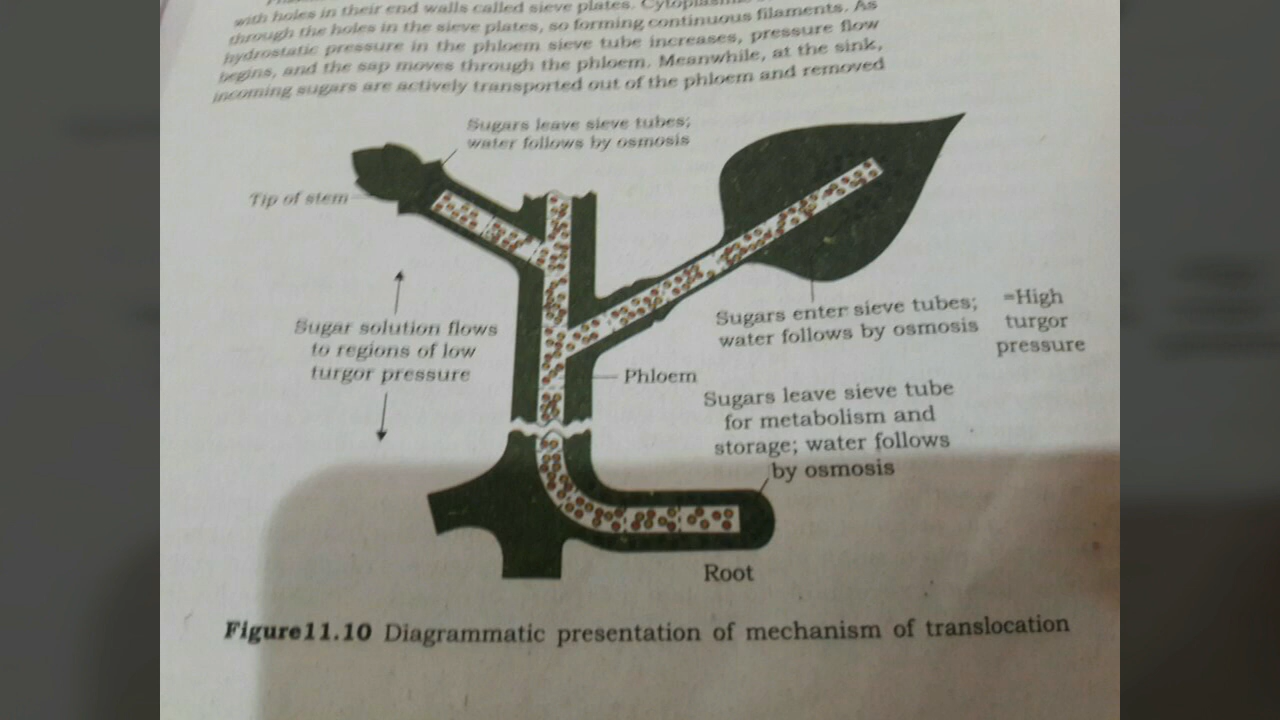 with holes in their end walls called sieve plates.
through the holes in the sieve plates, so forming continuous filaments. As
hydrostatic pressure in the phloem sieve tube increases, pressure flow
begins, and the sap moves through the phloem. Meanwhile, at the sink,
incoming sugars are actively transported out of the phloem and removed
Sugars leave sieve tubes;
water follows by osmosis
Tip of stem
Sugar solution flows
to regions of low
turgor pressure
Sugars enter sieve tubes;
water follows by osmosis
=High
turgor
pressure
Phloem
Sugars leave sieve tube
for metabolism and
storage; water follows
by osmosis
Root
Figure11.10 Diagrammatic presentation of mechanism of translocation